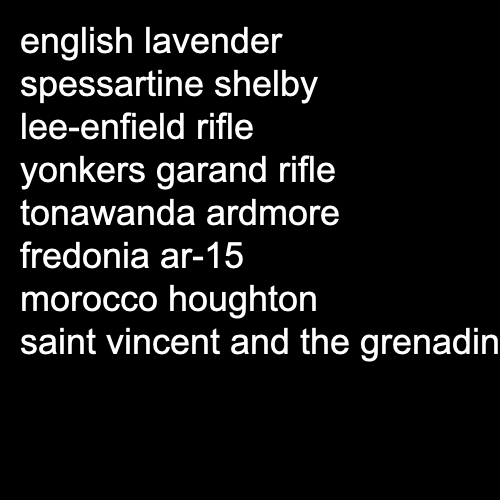 english lavender
spessartine shelby
lee-enfield rifle
yonkers garand rifle
tonawanda ardmore
fredonia ar-15
morocco houghton
saint vincent and the grenadin